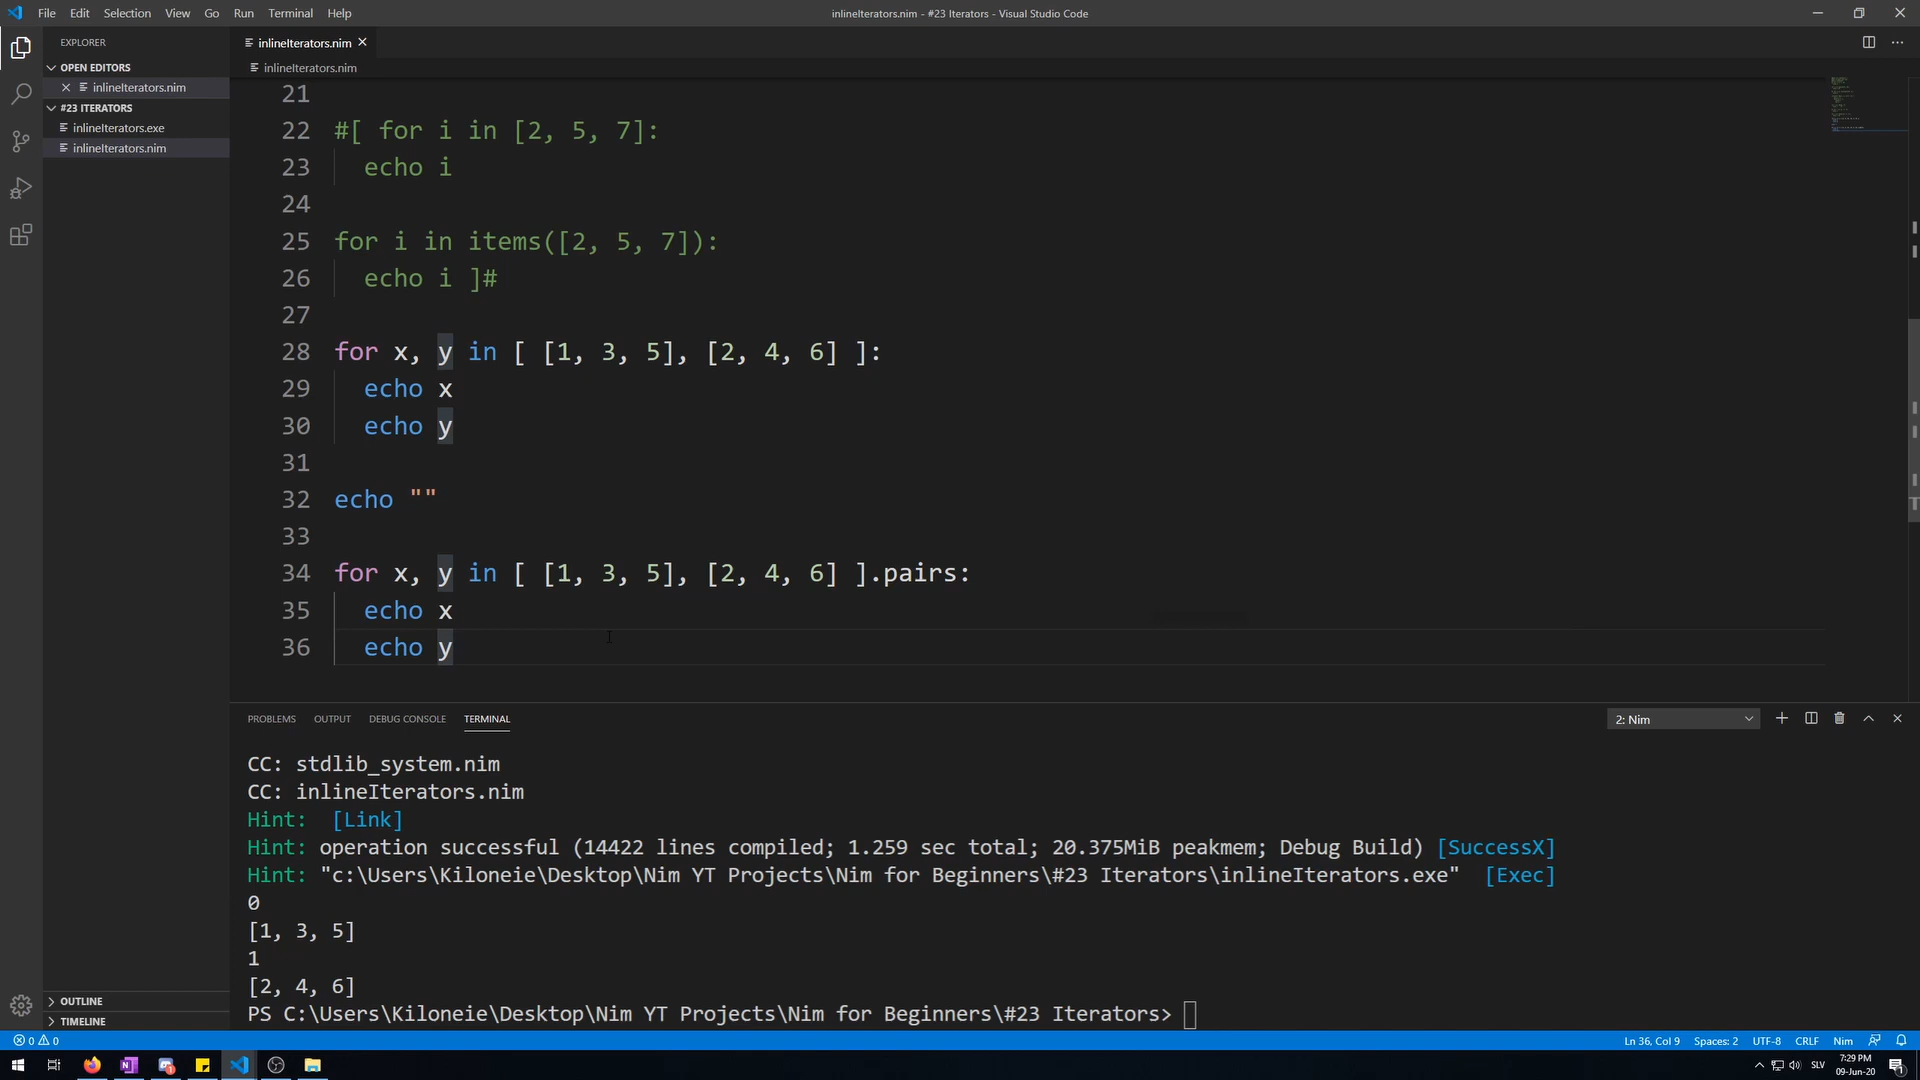 File Edit Selection View Go Run Terminal Help
inlineIterators.nim - #23 Iterators - Visual Studio Code
EXPLORER
OPEN EDITORS
inlineIterators.nim
#23 ITERATORS
inlineIterators.exe
inlineIterators.nim
OUTLINE
TIMELINE
inlineIterators.nim
inlineIterators.nim
21
22 #[ for i in [2, 5, 7]:
23 echo i
24
25 for i in items([2, 5, 7]):
26 echo i ]#
27
28 for x, y in [ [1, 3, 5], [2, 4, 6] ]:
29 echo x
30 echo y
31
32 echo ""
33
34 for x, y in [ [1, 3, 5], [2, 4, 6] ].pairs:
35 echo x
36 echo y
PROBLEMS OUTPUT DEBUG CONSOLE TERMINAL
2: Nim
CC: stdlib_system.nim
CC: inlineIterators.nim
Hint: [Link]
Hint: operation successful (14422 lines compiled; 1.259 sec total; 20.375MiB peakmem; Debug Build) [SuccessX]
Hint: "c:\Users\Kiloneie\Desktop\Nim YT Projects\Nim for Beginners\#23 Iterators\inlineIterators.exe" [Exec]
0
[1, 3, 5]
1
[2, 4, 6]
PS C:\Users\Kiloneie\Desktop\Nim YT Projects\Nim for Beginners\#23 Iterators>
0 0
Ln 36, Col 9 Spaces: 2 UTF-8 CRLF Nim
SLV
7:29 PM
09-Jun-20